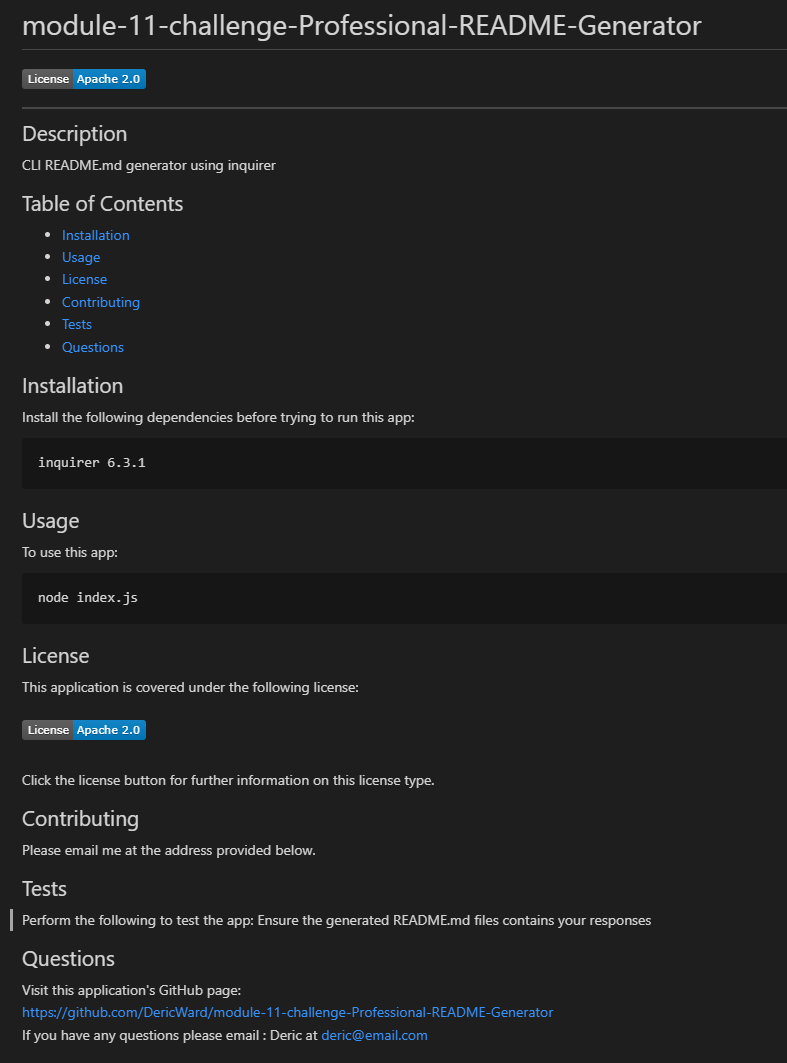 module-11-challenge-Professional-README-Generator
License Apache 2.0
Description
CLI README.md generator using inquirer
Table of Contents
Installation
Usage
License
Contributing
Tests
Questions
Installation
Install the following dependencies before trying to run this app:
inquirer 6.3.1
Usage
To use this app:
node index.js
License
This application is covered under the following license:
License Apache 2.0
Click the license button for further information on this license type.
Contributing
Please email me at the address provided below.
Tests
Perform the following to test the app: Ensure the generated README.md files contains your responses
Questions
Visit this application's GitHub page:
https://github.com/DericWard/module-11-challenge-Professional-README-Generator
If you have any questions please email : Deric at deric@email.com